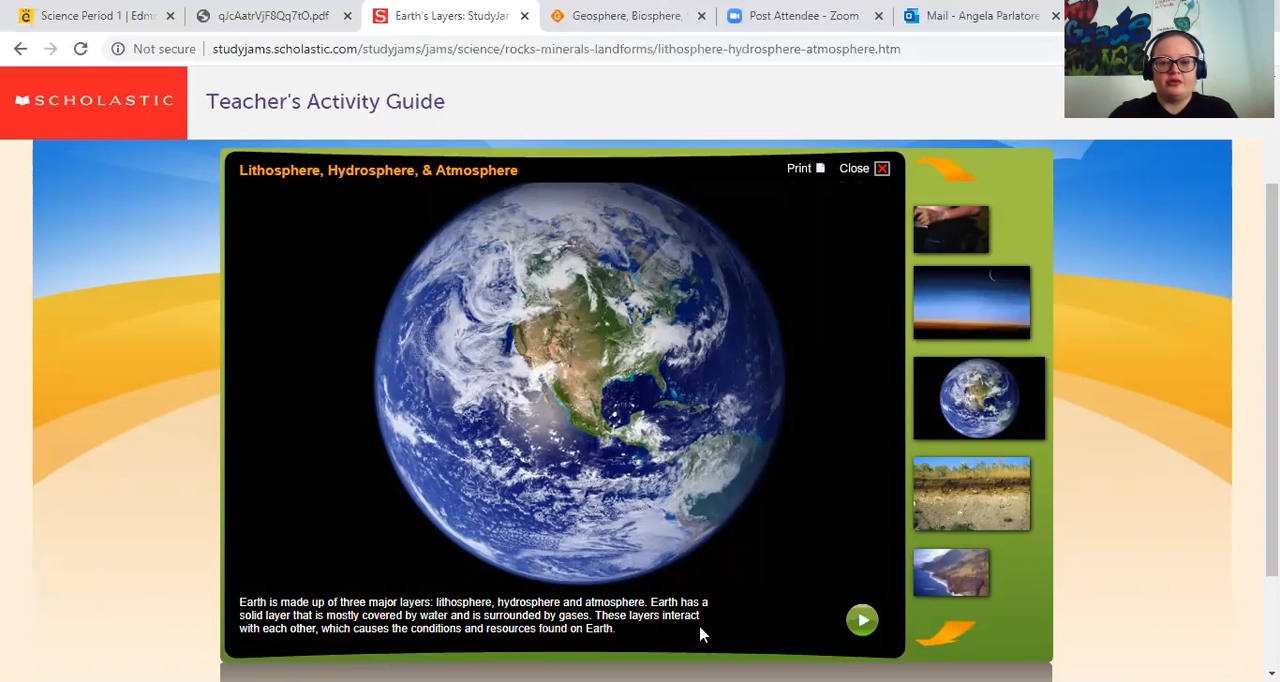 Science Period 1 | Edm
qJcAatrVjF8Qq7tO.pdf
Earth's Layers: StudyJam
Geosphere, Biosphere,
Post Attendee - Zoom
Mail - Angela Parlatore
Not secure
studyjams.scholastic.com/studyjams/jams/science/rocks-minerals-landforms/lithosphere-hydrosphere-atmosphere.htm
SCHOLASTIC
Teacher's Activity Guide
Lithosphere, Hydrosphere, & Atmosphere
Print
Close
Earth is made up of three major layers: lithosphere, hydrosphere and atmosphere. Earth has a
solid layer that is mostly covered by water and is surrounded by gases. These layers interact
with each other, which causes the conditions and resources found on Earth.